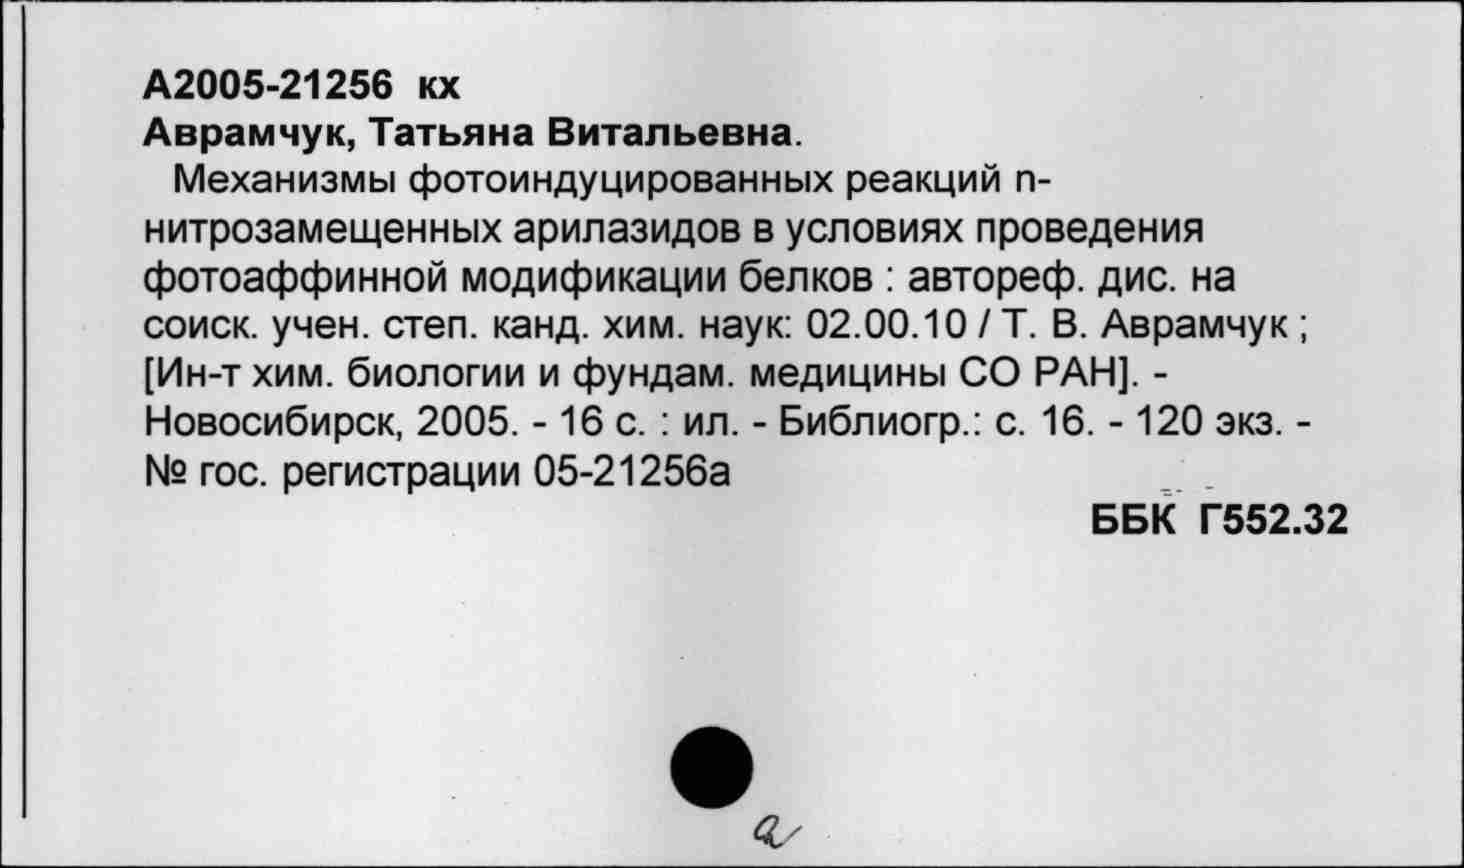 А2005-21256 кх
Аврамчук, Татьяна Витальевна.
Механизмы фотоиндуцированных реакций n-
нитрозамещенных арилазидов в условиях проведения
фотоаффинной модификации белков : автореф. дис. на
соиск. учен. степ. канд. хим. наук: 02.00.10 / Т. В. Аврамчук ;
[Ин-т хим. биологии и фундам. медицины СО РАН]. -
Новосибирск, 2005. - 16 с. : ил. - Библиогр.: с. 16. - 120 экз. -
№ гос. регистрации 05-21256а
ББК Г552.32